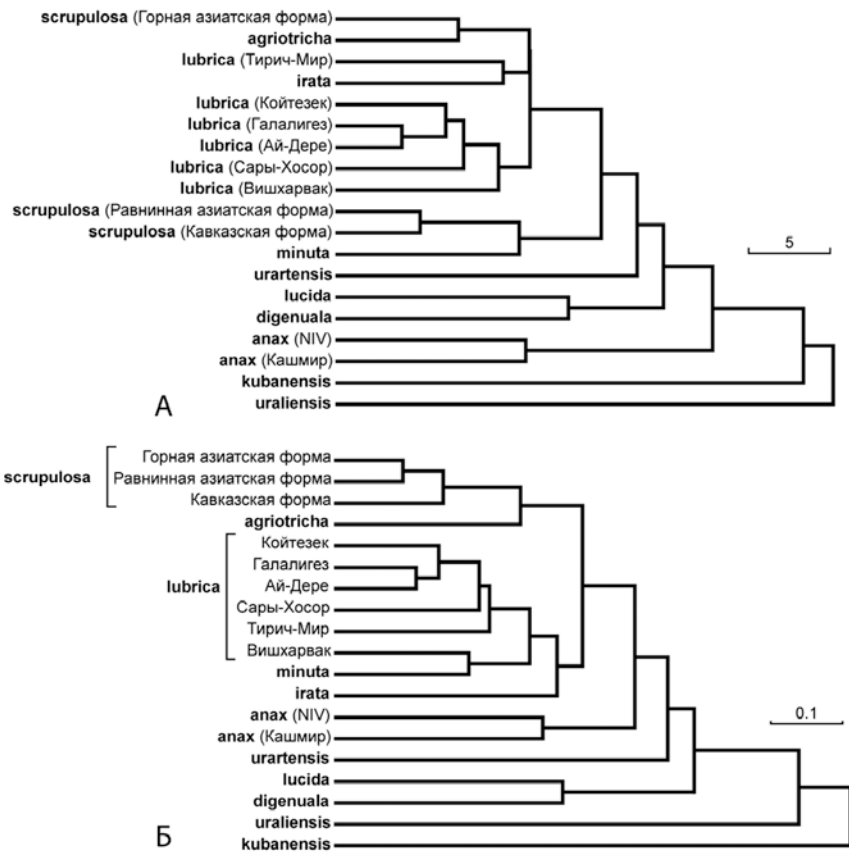 scrupulosa (Горная азиатская форма)
agriotricha
lubrica (Тирич-Мир)
irata
lubrica (Койтезек)
lubrica (Галалигез)
lubrica (Ай-Дере)
lubrica (Сары-Хосор)
lubrica (Вишхарвак)
scrupulosa (Равнинная азиатская форма)
scrupulosa (Кавказская форма)
minuta
urartensis
lucida
digenuala
anax (NIV)
anax (Кашмир)
kubanensis
uraliensis
5
А
scrupulosa
Горная азиатская форма
Равнинная азиатская форма
Кавказская форма
agriotricha
lubrica
Койтезек
Галалигез
Ай-Дере
Сары-Хосор
Тирич-Мир
Вишхарвак
minuta
irata
anax (NIV)
anax (Кашмир)
urartensis
lucida
digenuala
uraliensis
kubanensis
0.1
Б